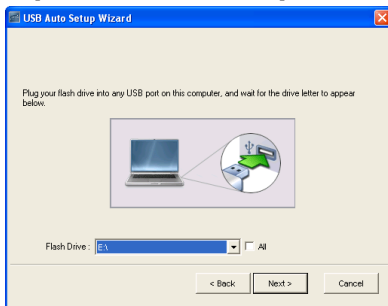 USB Auto Setup Wizard
Plug your flash drive into any USB port on this computer, and wait for the drive letter to appear
below.
Flash Drive : E:\ All
< Back Next > Cancel